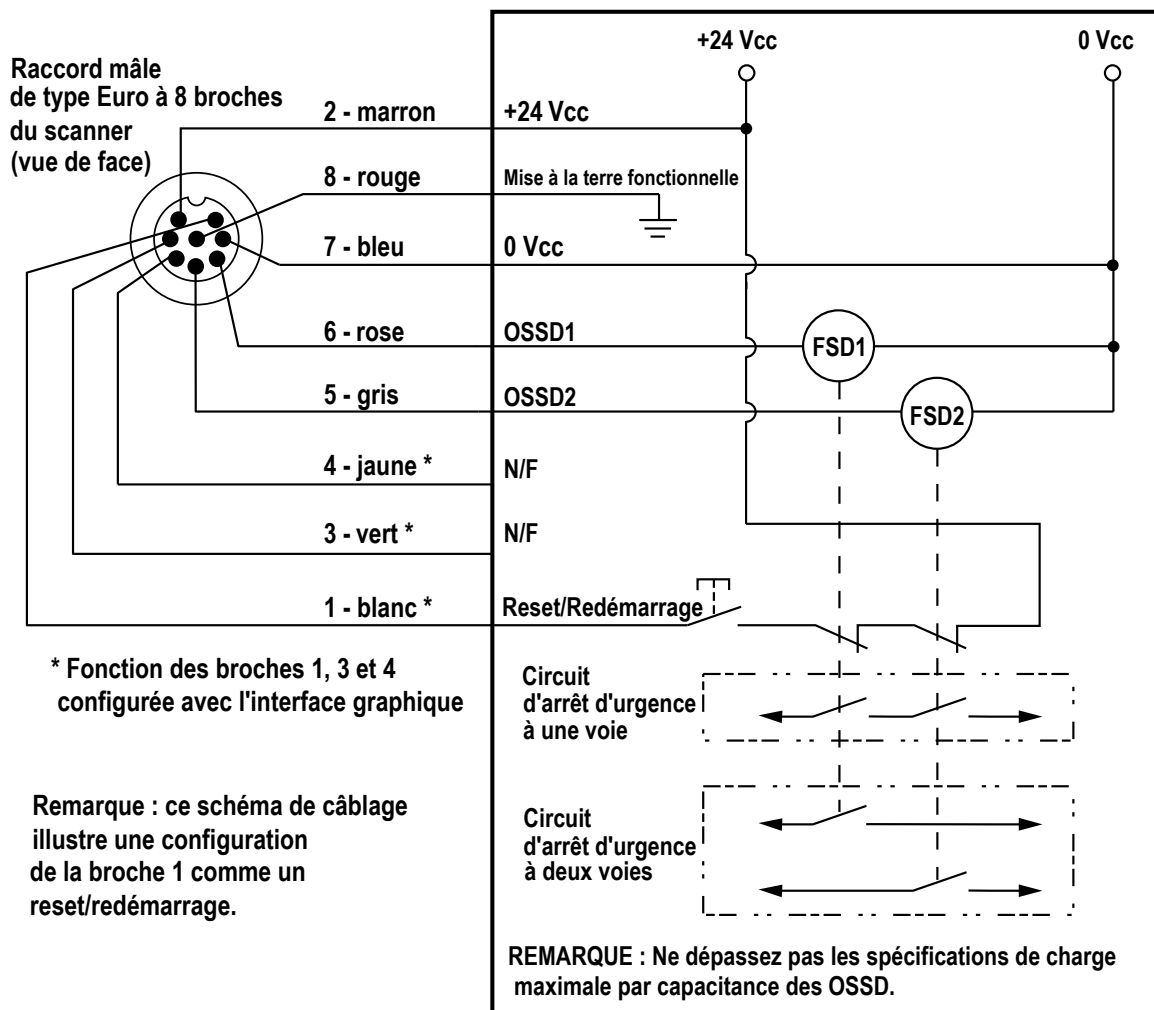 +24 Vcc
0 Vcc
Raccord mâle
de type Euro à 8 broches
du scanner
(vue de face)
2 - marron
+24 Vcc
8 - rouge
Mise à la terre fonctionnelle
7 - bleu
0 Vcc
6 - rose
OSSD1
FSD1
5 - gris
OSSD2
FSD2
4 - jaune *
N/F
3 - vert *
N/F
1 - blanc *
Reset/Redémarrage
* Fonction des broches 1, 3 et 4
configurée avec l'interface graphique
Circuit
d'arrêt d'urgence
à une voie
Remarque : ce schéma de câblage
illustre une configuration
de la broche 1 comme un
reset/redémarrage.
Circuit
d'arrêt d'urgence
à deux voies
REMARQUE : Ne dépassez pas les spécifications de charge
maximale par capacitance des OSSD.